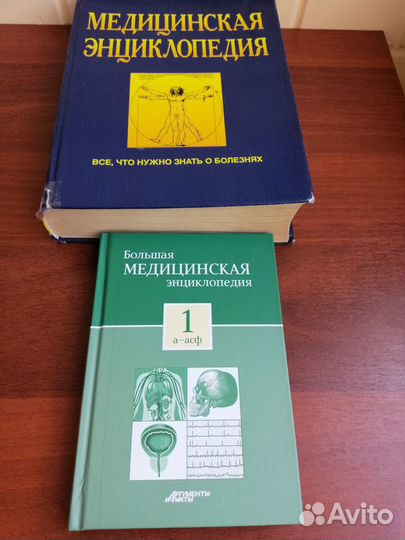 МЕДИЦИНСКАЯ
ЭНЦИКЛОПЕДИЯ
ВСЕ, ЧТО НУЖНО ЗНАТЬ О БОЛЕЗНЯХ
Большая
МЕДИЦИНСКАЯ
энциклопедия
1
а–асф
АРГУМЕНТЫ
И ФАКТЫ
Avito